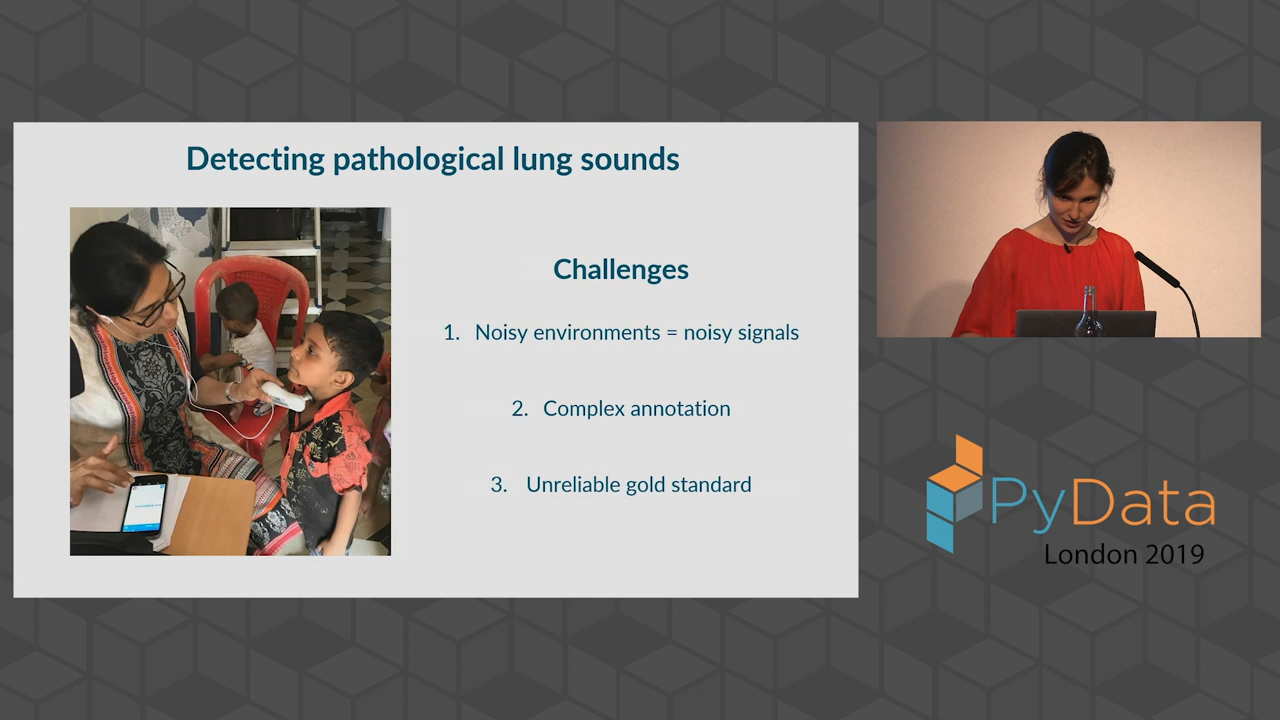 Detecting pathological lung sounds
Challenges
1. Noisy environments = noisy signals
2. Complex annotation
3. Unreliable gold standard
PyData
London 2019